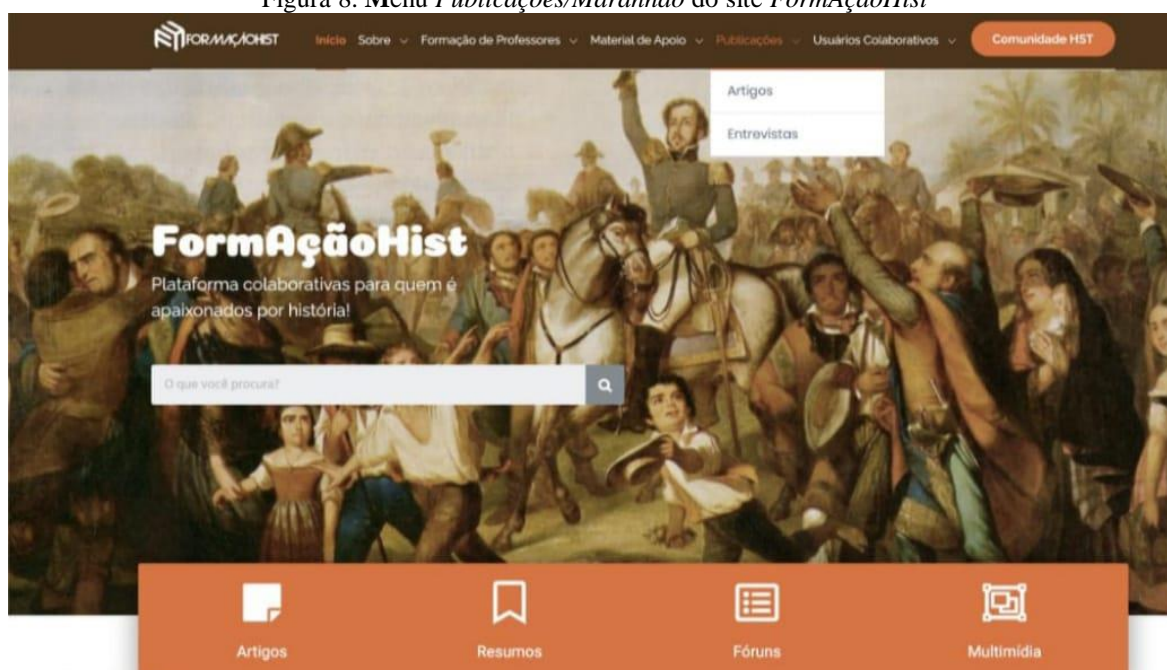 Figura 8: Menu Publicações/Maranhão do site FormAçãoHist
FORMAÇÃOHIST Início Sobre Formação de Professores Material de Apoio Publicações Usuários Colaborativos Comunidade HST
Artigos
Entrevistas
FormAçãoHist
Plataforma colaborativas para quem é
apaixonados por história!
O que você procura?
Artigos Resumos Fóruns Multimídia